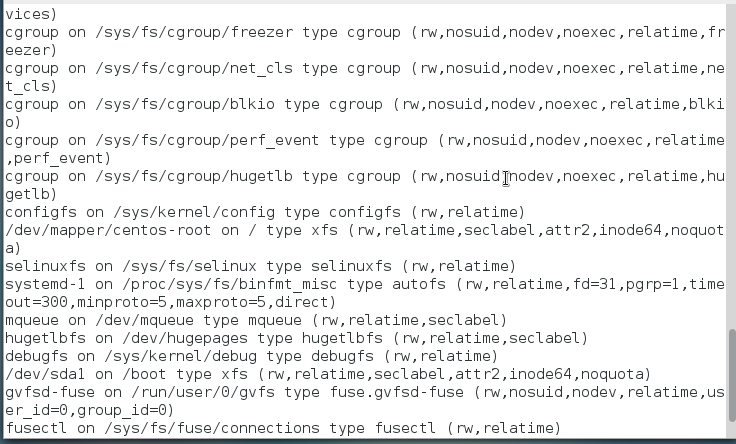 vices)
cgroup on /sys/fs/cgroup/freezer type cgroup (rw,nosuid,nodev,noexec,relatime,fr
eezer)
cgroup on /sys/fs/cgroup/net_cls type cgroup (rw,nosuid,nodev,noexec,relatime,ne
t_cls)
cgroup on /sys/fs/cgroup/blkio type cgroup (rw,nosuid,nodev,noexec,relatime,blki
o)
cgroup on /sys/fs/cgroup/perf_event type cgroup (rw,nosuid,nodev,noexec,relatime
,perf_event)
cgroup on /sys/fs/cgroup/hugetlb type cgroup (rw,nosuid,nodev,noexec,relatime,hu
getlb)
configfs on /sys/kernel/config type configfs (rw,relatime)
/dev/mapper/centos-root on / type xfs (rw,relatime,seclabel,attr2,inode64,noquot
a)
selinuxfs on /sys/fs/selinux type selinuxfs (rw,relatime)
systemd-1 on /proc/sys/fs/binfmt_misc type autofs (rw,relatime,fd=31,pgrp=1,time
out=300,minproto=5,maxproto=5,direct)
mqueue on /dev/mqueue type mqueue (rw,relatime,seclabel)
hugetlbfs on /dev/hugepages type hugetlbfs (rw,relatime,seclabel)
debugfs on /sys/kernel/debug type debugfs (rw,relatime)
/dev/sda1 on /boot type xfs (rw,relatime,seclabel,attr2,inode64,noquota)
gvfsd-fuse on /run/user/0/gvfs type fuse.gvfsd-fuse (rw,nosuid,nodev,relatime,us
er_id=0,group_id=0)
fusectl on /sys/fs/fuse/connections type fusectl (rw,relatime)